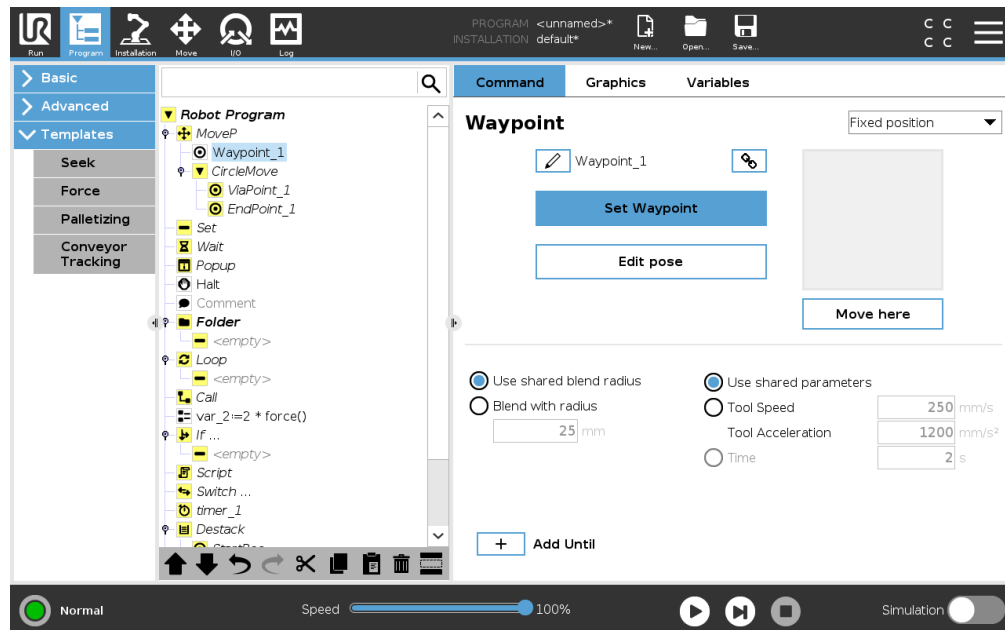 PROGRAM <unnamed>*
INSTALLATION default*
C C
C C
Run
Program
Installation
Move
I/O
Log
New...
Open...
Save...
Basic
Advanced
Templates
Seek
Force
Palletizing
Conveyor
Tracking
Robot Program
MoveP
Waypoint_1
CircleMove
ViaPoint_1
EndPoint_1
Set
Wait
Popup
Halt
Comment
Folder
<empty>
Loop
<empty>
Call
var_2:=2 * force()
If ...
<empty>
Script
Switch ...
timer_1
Destack
Command Graphics Variables
Waypoint
Fixed position
Waypoint_1
Set Waypoint
Edit pose
Move here
Use shared blend radius
Blend with radius
25 mm
Use shared parameters
Tool Speed 250 mm/s
Tool Acceleration 1200 mm/s²
Time 2 s
+ Add Until
Normal
Speed 100%
Simulation